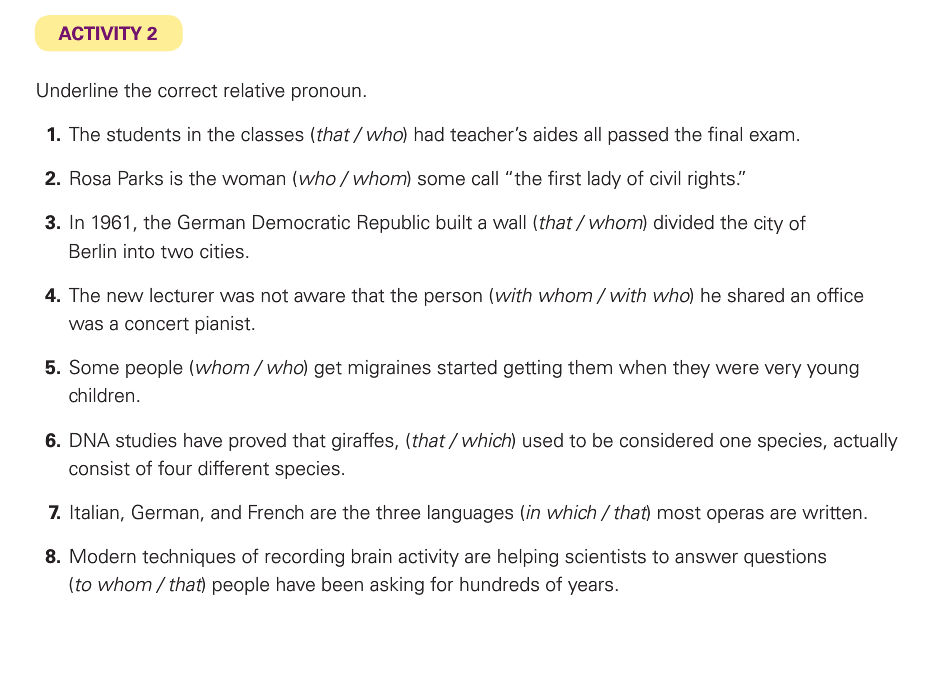 ACTIVITY 2
Underline the correct relative pronoun.
1. The students in the classes (that / who) had teacher’s aides all passed the final exam.
2. Rosa Parks is the woman (who / whom) some call “the first lady of civil rights.”
3. In 1961, the German Democratic Republic built a wall (that / whom) divided the city of
Berlin into two cities.
4. The new lecturer was not aware that the person (with whom / with who) he shared an office
was a concert pianist.
5. Some people (whom / who) get migraines started getting them when they were very young
children.
6. DNA studies have proved that giraffes, (that / which) used to be considered one species, actually
consist of four different species.
7. Italian, German, and French are the three languages (in which / that) most operas are written.
8. Modern techniques of recording brain activity are helping scientists to answer questions
(to whom / that) people have been asking for hundreds of years.